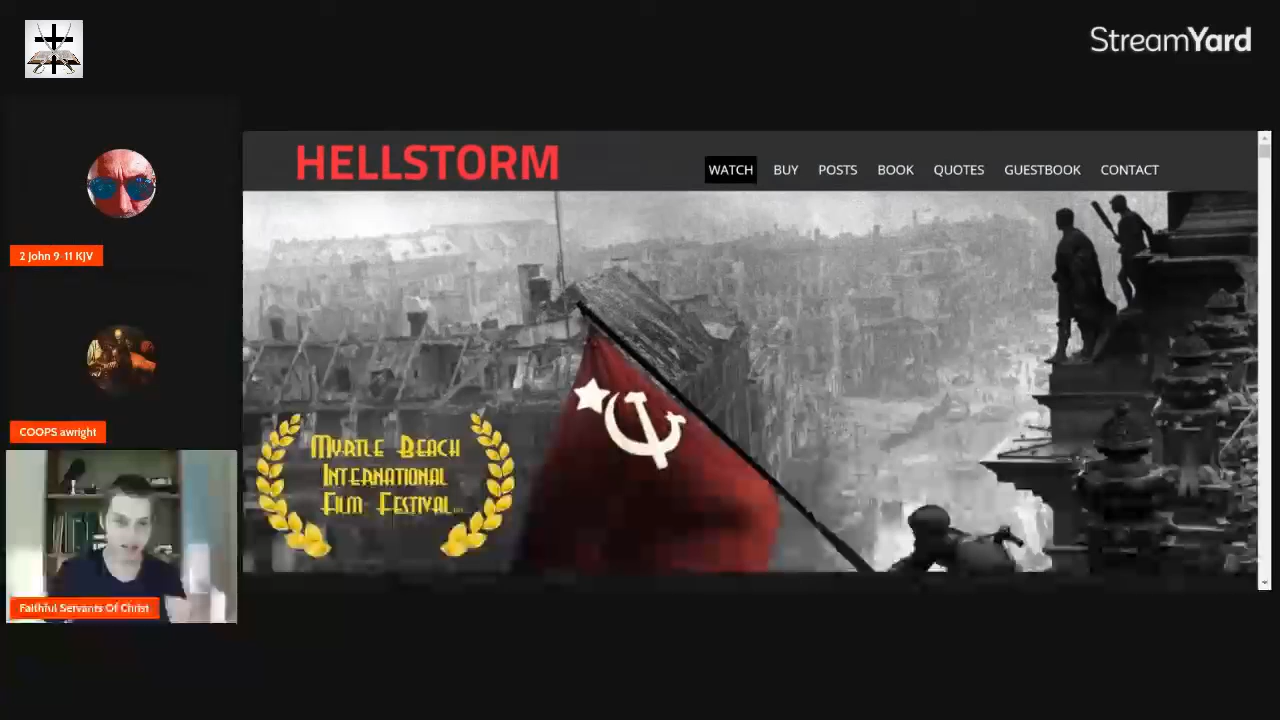 StreamYard
HELLSTORM
WATCH BUY POSTS BOOK QUOTES GUESTBOOK CONTACT
2 John 9-11 KJV
COOPS awright
Myrtle Beach
International
Film Festival...
Faithful Servants Of Christ